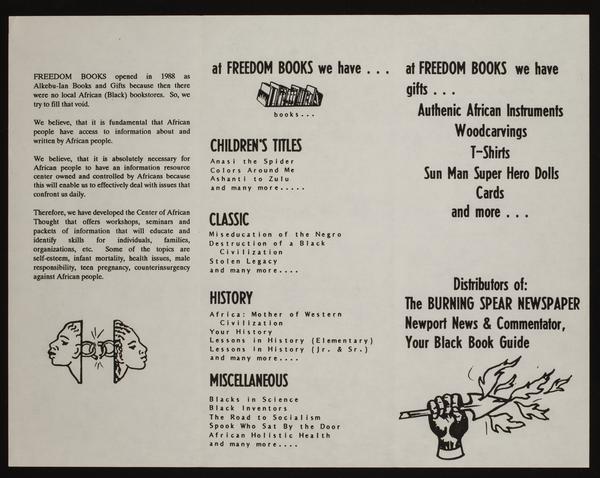 FREEDOM BOOKS opened in 1988 as
Alkebu-lan Books and Gifts because then there
were no local African (Black) bookstores. So, we
try to fill that void.
We believe, that it is fundamental that African
people have access to information about and
written by African people.
We believe, that it is absolutely necessary for
African people to have an information resource
center owned and controlled by Africans because
this will enable us to effectively deal with issues that
confront us daily.
Therefore, we have developed the Center of African
Thought that offers workshops, seminars and
packets of information that will educate and
identify skills for individuals, families,
organizations, etc. Some of the topics are
self-esteem, infant mortality, health issues, male
responsibility, teen pregnancy, counterinsurgency
against African people.
at FREEDOM BOOKS we have . . .
books...
CHILDREN'S TITLES
Anasi the Spider
Colors Around Me
Ashanti to Zulu
and many more.....
CLASSIC
Miseducation of the Negro
Destruction of a Black
Civilization
Stolen Legacy
and many more....
HISTORY
Africa: Mother of Western
Civilization
Your History
Lessons in History (Elementary)
Lessons in History (Jr. & Sr.)
and many more....
MISCELLANEOUS
Blacks in Science
Black Inventors
The Road to Socialism
Spook Who Sat By the Door
African Holistic Health
and many more....
at FREEDOM BOOKS we have
gifts . . .
Authenic African Instruments
Woodcarvings
T-Shirts
Sun Man Super Hero Dolls
Cards
and more . . .
Distributors of:
The BURNING SPEAR NEWSPAPER
Newport News & Commentator,
Your Black Book Guide